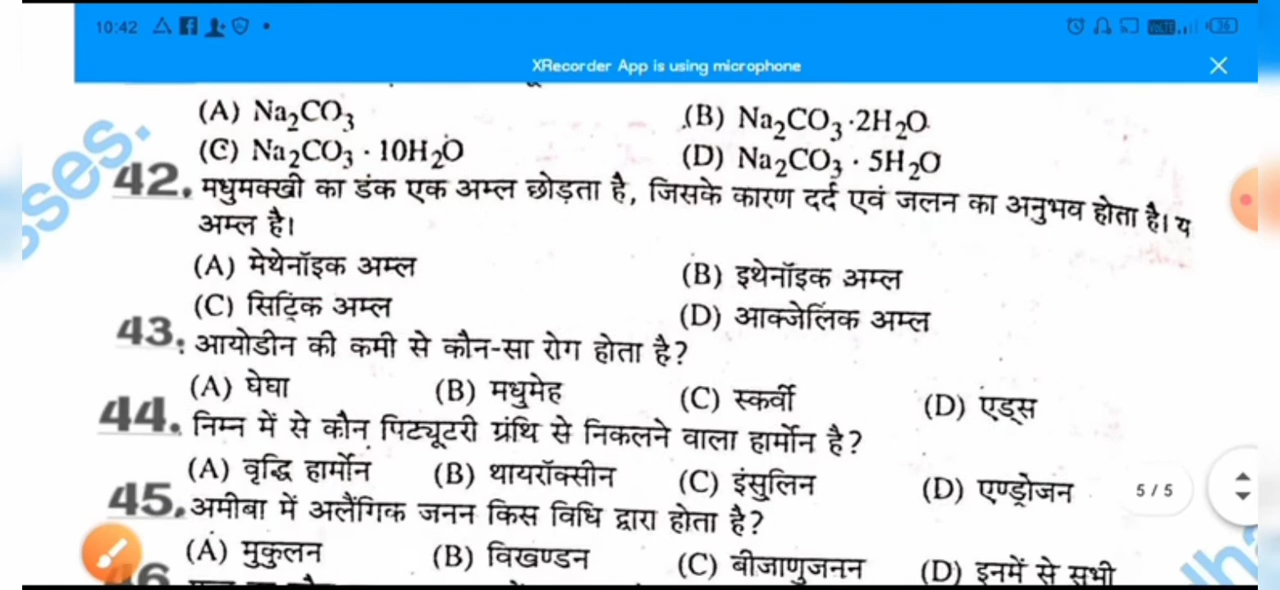 10:42
36
XRecorder App is using microphone
(A) Na₂CO₃ (B) Na₂CO₃·2H₂O
(C) Na₂CO₃ · 10H₂O (D) Na₂CO₃ · 5H₂O
42. मधुमक्खी का डंक एक अम्ल छोड़ता है, जिसके कारण दर्द एवं जलन का अनुभव होता है। य
अम्ल है।
(A) मेथेनॉइक अम्ल (B) इथेनॉइक अम्ल
(C) सिट्रिक अम्ल (D) आक्जेलिक अम्ल
43. आयोडीन की कमी से कौन-सा रोग होता है?
(A) घेघा (B) मधुमेह (C) स्कर्वी (D) एड्स
44. निम्न में से कौन पिट्यूटरी ग्रंथि से निकलने वाला हार्मोन है?
(A) वृद्धि हार्मोन (B) थायरॉक्सीन (C) इंसुलिन (D) एण्ड्रोजन
5 / 5
45. अमीबा में अलैंगिक जनन किस विधि द्वारा होता है?
(A) मुकुलन (B) विखण्डन (C) बीजाणुजनन (D) इनमें से सभी
46
sses.